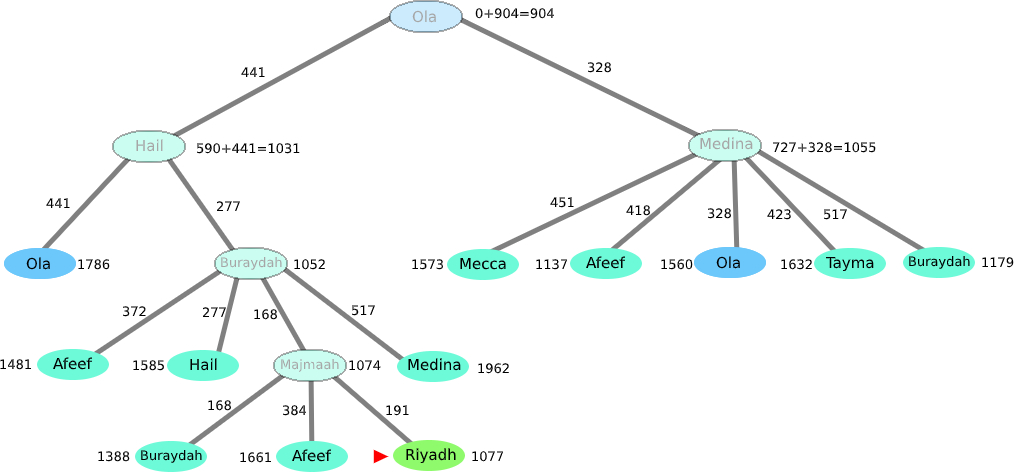 Ola 0+904=904
441 328
Hail 590+441=1031 Medina 727+328=1055
441 277 451 418 328 423 517
Ola 1786 Buraydah 1052 1573 Mecca 1137 Afeef 1560 Ola 1632 Tayma Buraydah 1179
372 277 168 517
1481 Afeef 1585 Hail Majmaah 1074 Medina 1962
168 384 191
1388 Buraydah 1661 Afeef Riyadh 1077